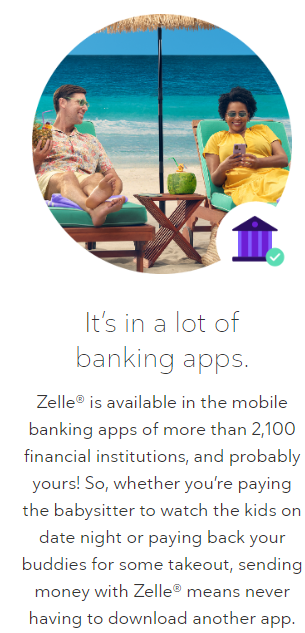 It's in a lot of
banking apps.
Zelle® is available in the mobile
banking apps of more than 2,100
financial institutions, and probably
yours! So, whether you're paying
the babysitter to watch the kids on
date night or paying back your
buddies for some takeout, sending
money with Zelle® means never
having to download another app.